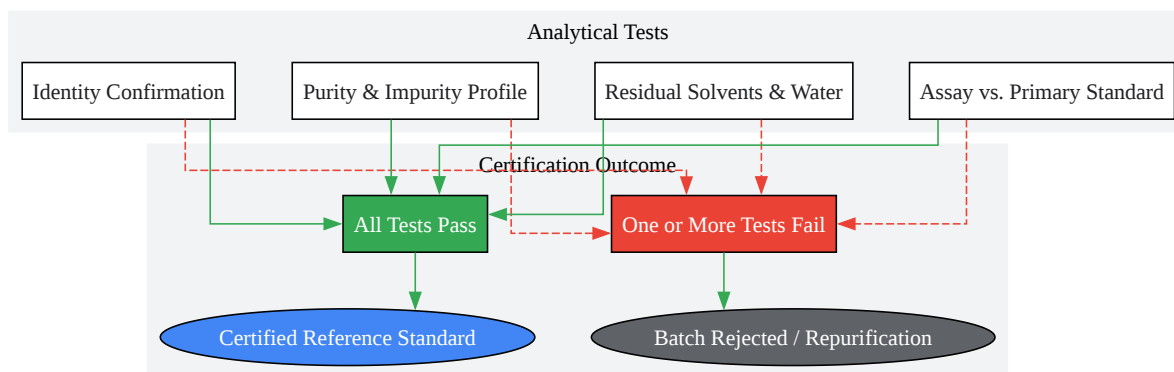 Analytical Tests
Identity Confirmation
Purity & Impurity Profile
Residual Solvents & Water
Assay vs. Primary Standard
Certification Outcome
All Tests Pass
One or More Tests Fail
Certified Reference Standard
Batch Rejected / Repurification